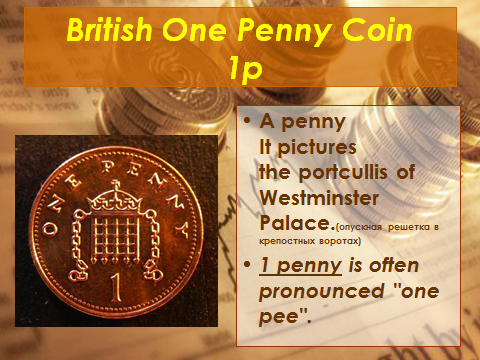 British One Penny Coin
1p
• A penny
It pictures
the portcullis of
Westminster
Palace.(опускная решетка в
крепостных воротах)
• 1 penny is often
pronounced "one
pee".
ONE PENNY
1